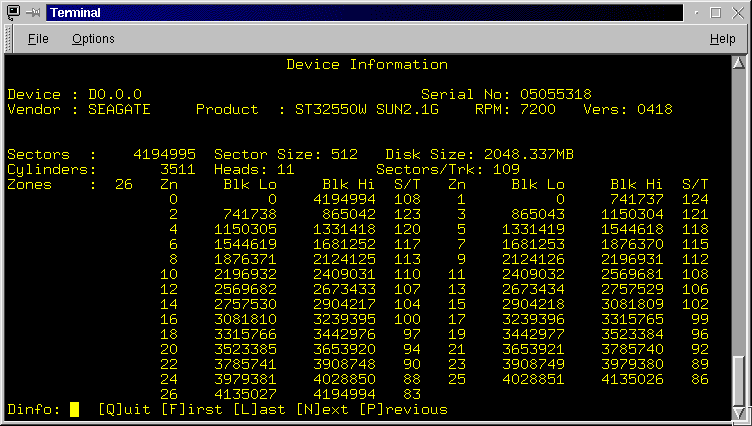 Terminal
File Options Help
Device Information
Device : D0.0.0 Serial No: 05055318
Vendor : SEAGATE Product : ST32550W SUN2.1G RPM: 7200 Vers: 0418
Sectors : 4194995 Sector Size: 512 Disk Size: 2048.337MB
Cylinders: 3511 Heads: 11 Sectors/Trk: 109
Zones : 26 Zn Blk Lo Blk Hi S/T Zn Blk Lo Blk Hi S/T
0 0 4194994 108 1 0 741737 124
2 741738 865042 123 3 865043 1150304 121
4 1150305 1331418 120 5 1331419 1544618 118
6 1544619 1681252 117 7 1681253 1876370 115
8 1876371 2124125 113 9 2124126 2196931 112
10 2196932 2409031 110 11 2409032 2569681 108
12 2569682 2673433 107 13 2673434 2757529 106
14 2757530 2904217 104 15 2904218 3081809 102
16 3081810 3239395 100 17 3239396 3315765 99
18 3315766 3442976 97 19 3442977 3523384 96
20 3523385 3653920 94 21 3653921 3785740 92
22 3785741 3908748 90 23 3908749 3979380 89
24 3979381 4028850 88 25 4028851 4135026 86
26 4135027 4194994 83
Dinfo: [Q]uit [F]irst [L]ast [N]ext [P]revious